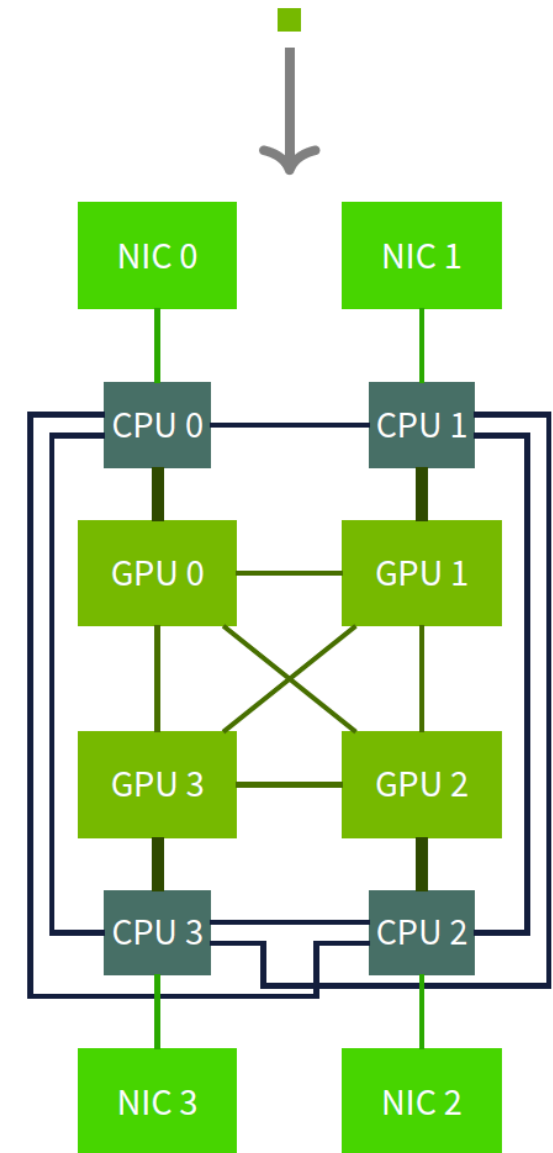 NIC 0
NIC 1
CPU 0
CPU 1
GPU 0
GPU 1
GPU 3
GPU 2
CPU 3
CPU 2
NIC 3
NIC 2